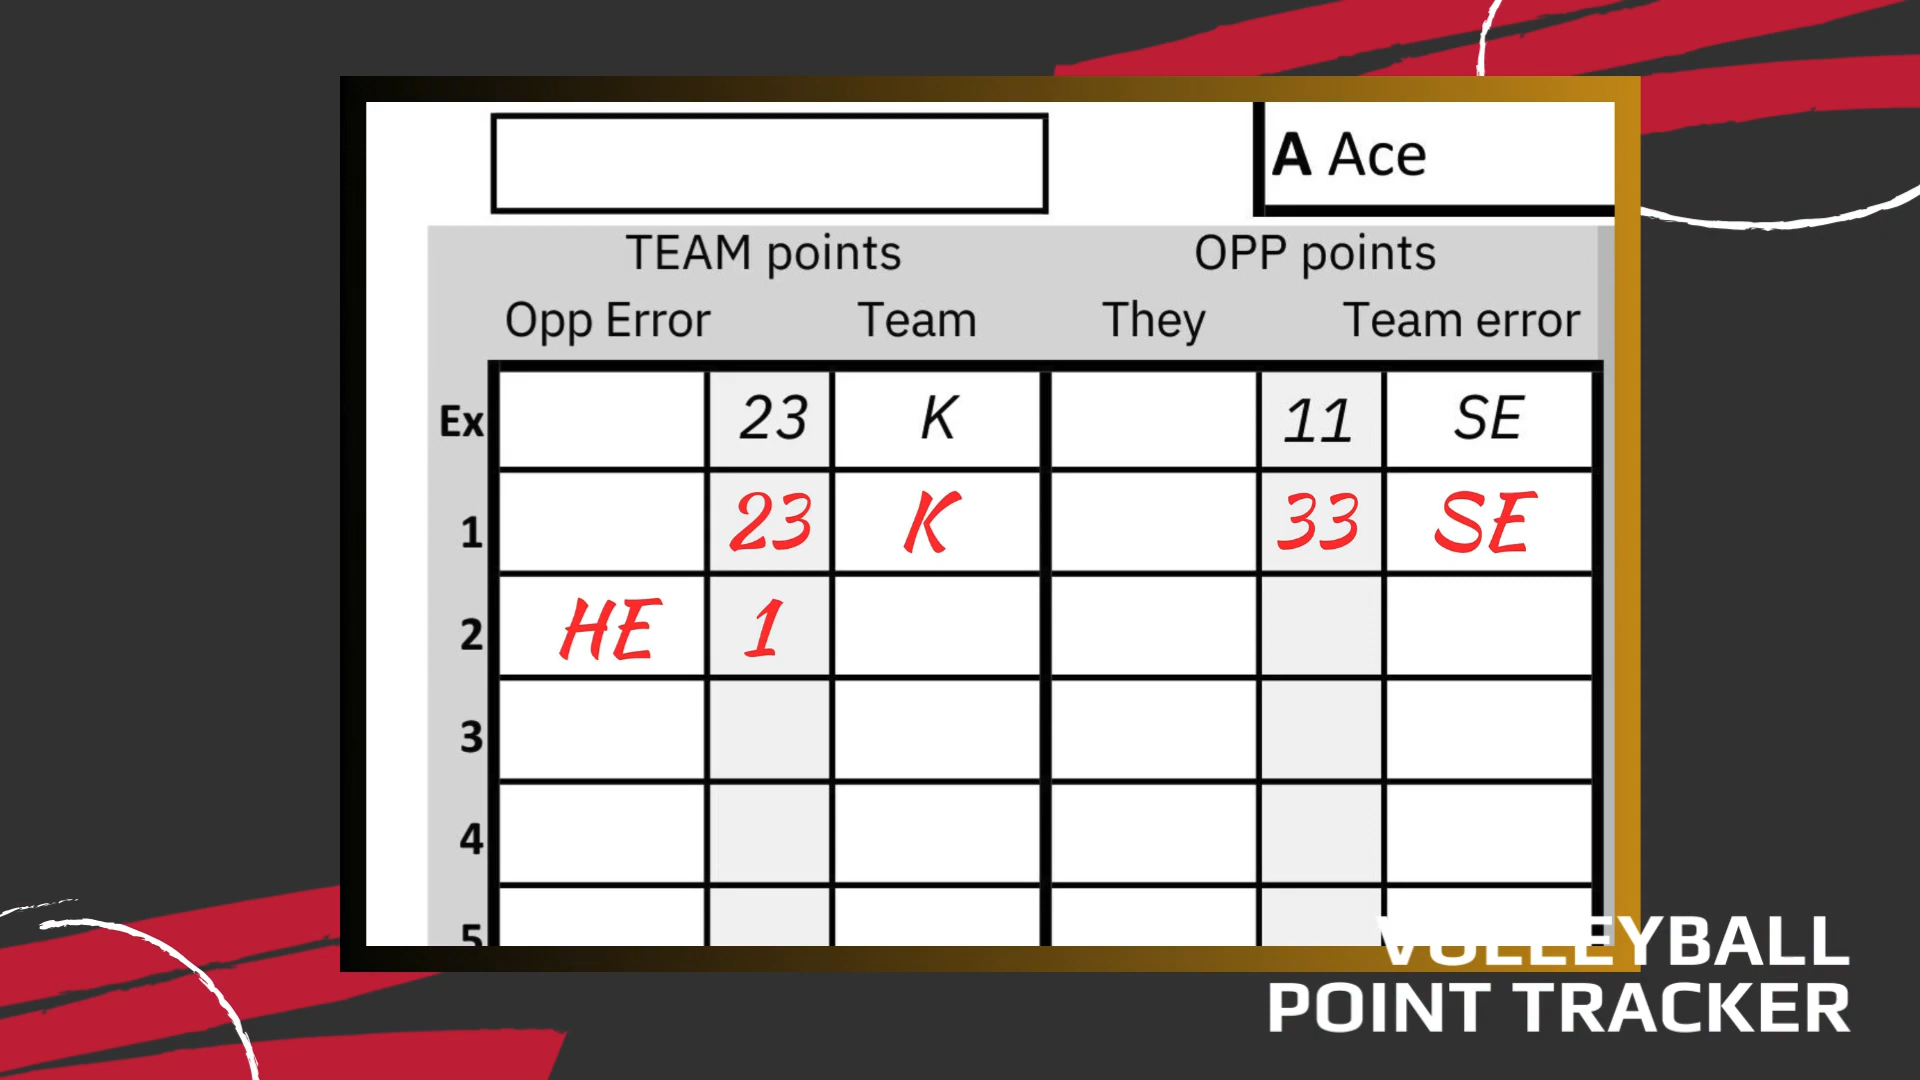 A Ace
TEAM points OPP points
Opp Error Team They Team error
Ex 23 K 11 SE
1 23 K 33 SE
2 HE 1
3
4
5
VOLLEYBALL
POINT TRACKER